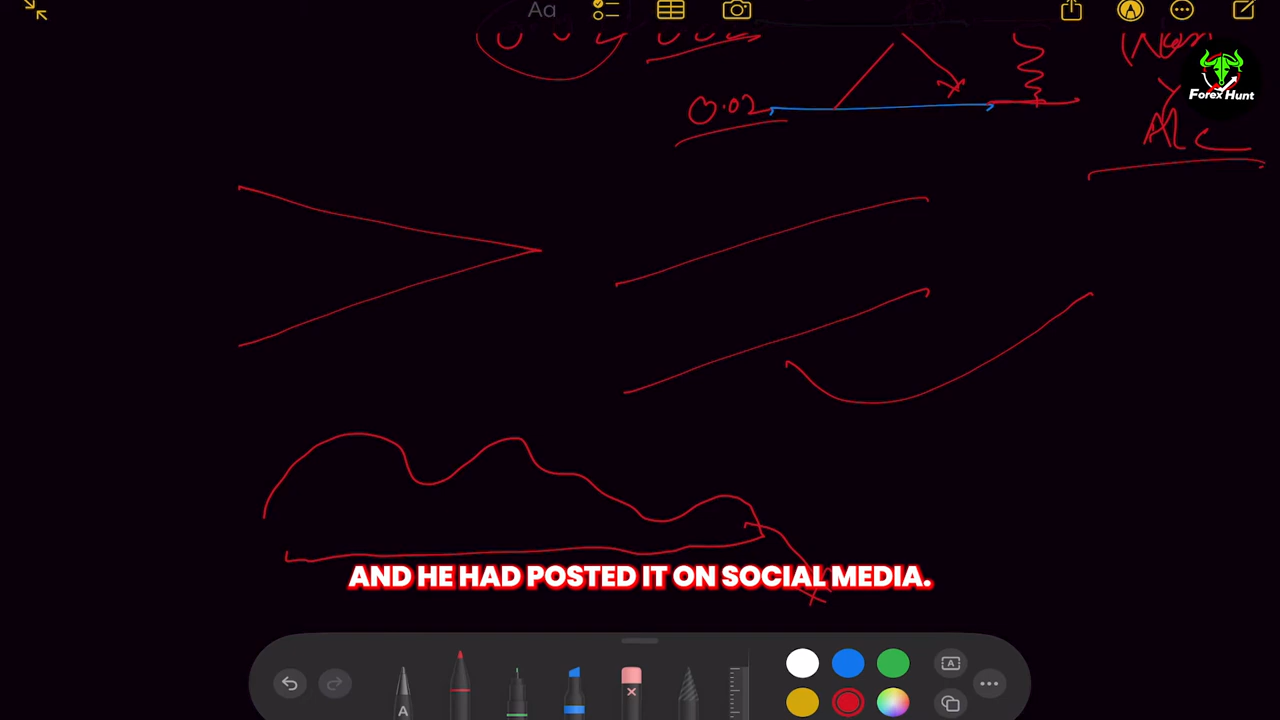 Aa
0.02
Forex Hunt
AND HE HAD POSTED IT ON SOCIAL MEDIA.
A
A